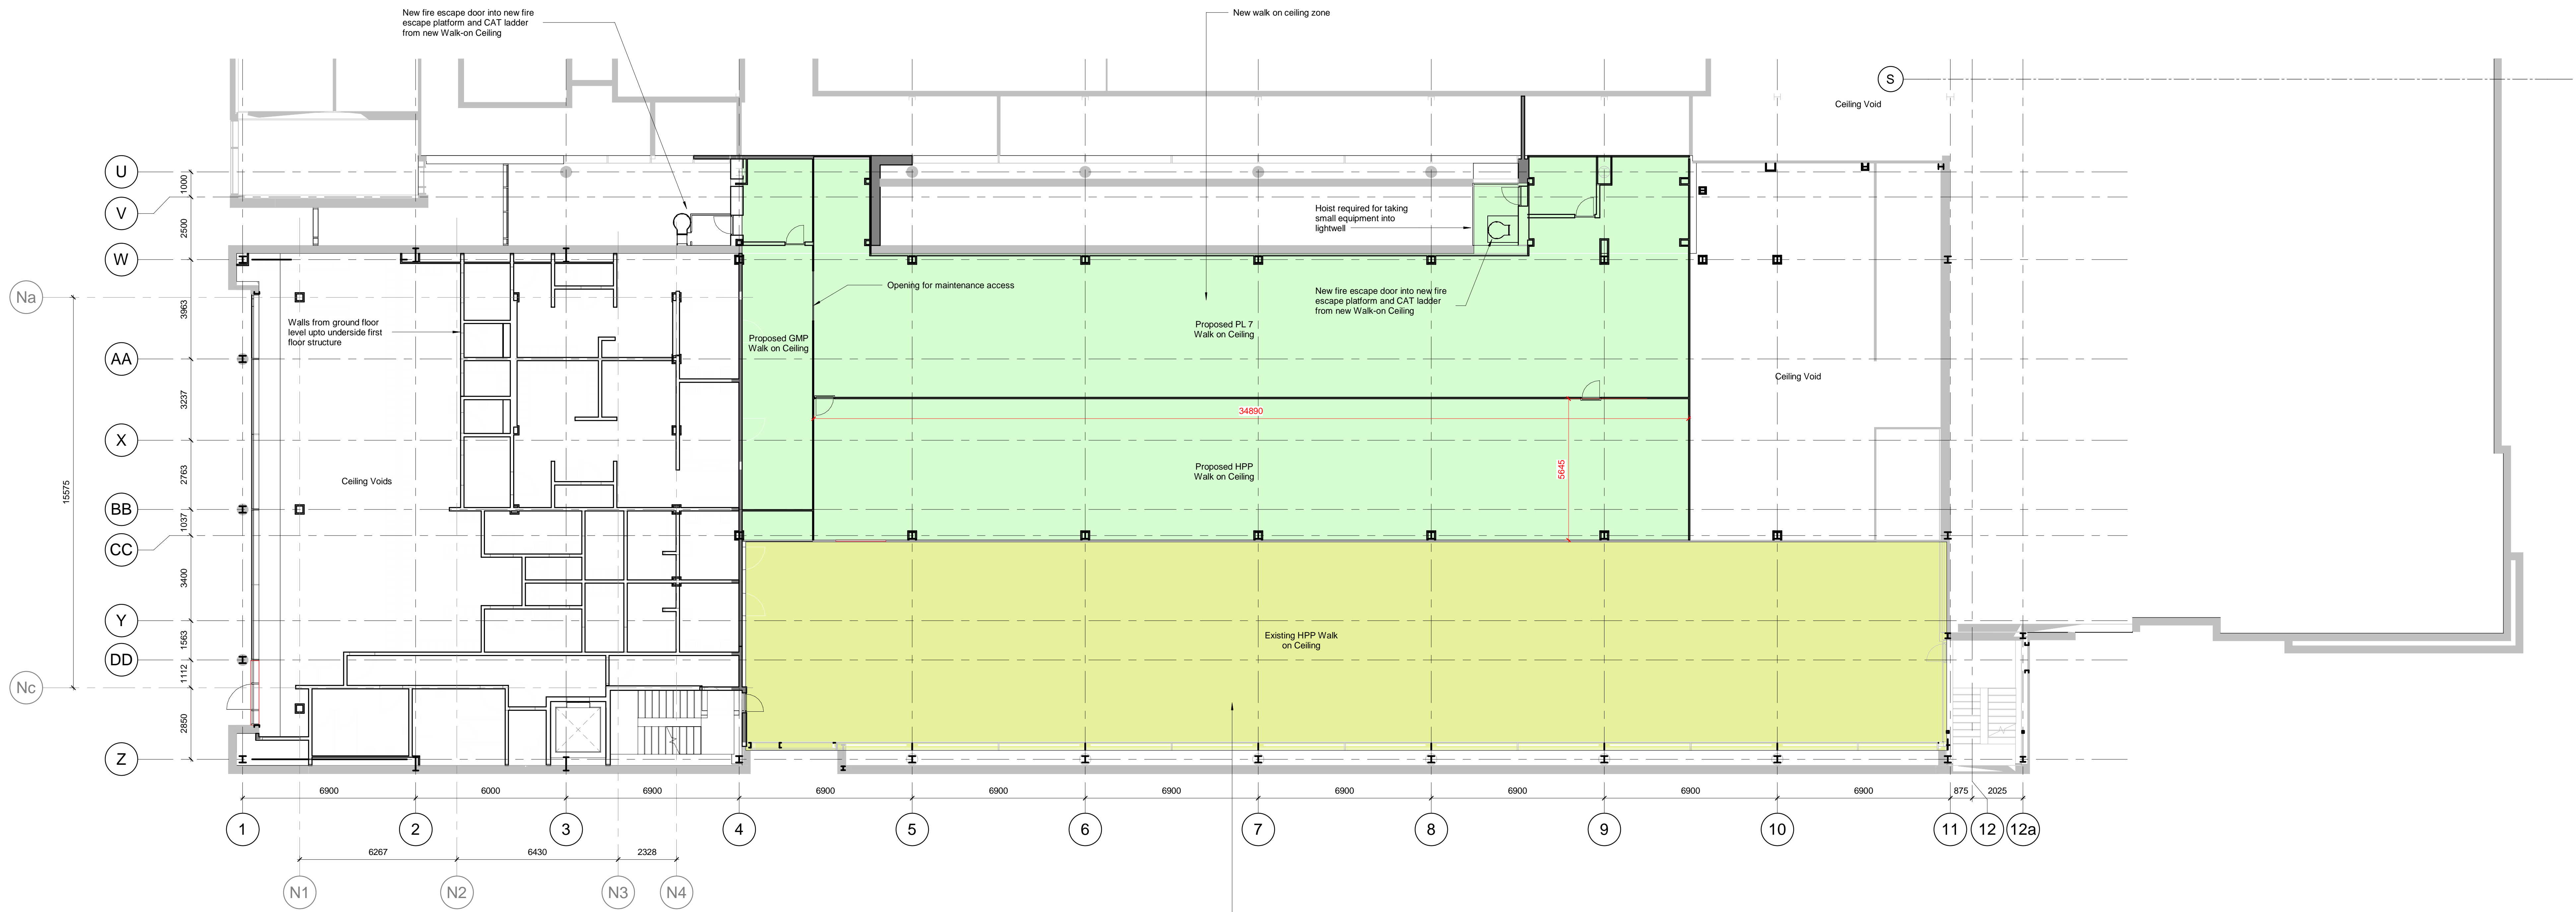 New fire escape door into new fire
escape platform and CAT ladder
from new Walk-on Ceiling
New walk on ceiling zone
S
Ceiling Void
U
1000
V
2500
W
Na
3963
AA
3237
X
2763
15575
BB
1037
CC
3400
Y
1563
DD
1112
Nc
2850
Z
Walls from ground floor
level upto underside first
floor structure
Ceiling Voids
Hoist required for taking
small equipment into
lightwell
Opening for maintenance access
New fire escape door into new fire
escape platform and CAT ladder
from new Walk-on Ceiling
Proposed GMP
Walk on Ceiling
Proposed PL 7
Walk on Ceiling
Ceiling Void
34890
5645
Proposed HPP
Walk on Ceiling
Existing HPP Walk
on Ceiling
6900
6000
6900
6900
6900
6900
6900
6900
6900
6900
875
2025
1
2
3
4
5
6
7
8
9
10
11
12
12a
6267
6430
2328
N1
N2
N3
N4